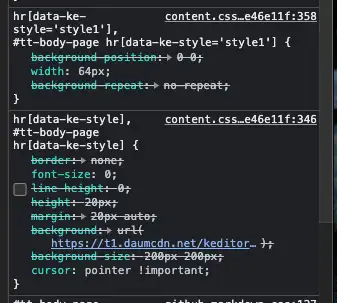 hr[data-ke-
style='style1'],
#tt-body-page hr[data-ke-style='style1'] {
content.css…e46e11f:358
background-position: 0 0;
width: 64px;
background-repeat: no-repeat;
}
hr[data-ke-style],
#tt-body-page
hr[data-ke-style] {
content.css…e46e11f:346
border: none;
font-size: 0;
line-height: 0;
height: 20px;
margin: 20px auto;
background: url(
https://t1.daumcdn.net/keditor… );
background-size: 200px 200px;
cursor: pointer !important;
}
#tt-body-page github-markdown.css:127